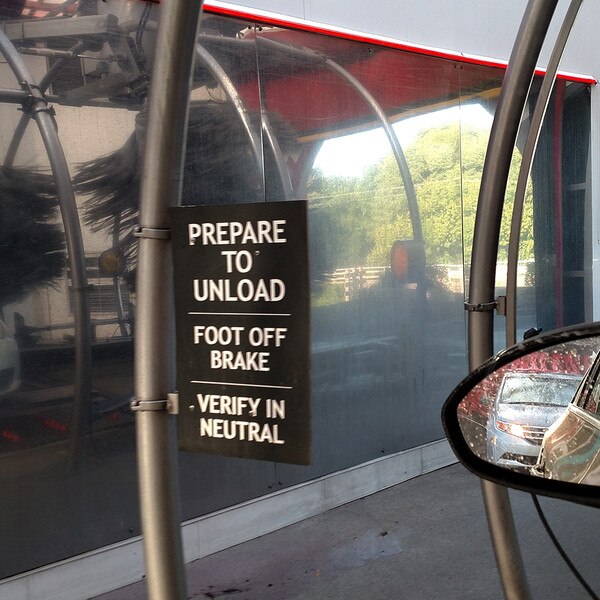 PREPARE
TO
UNLOAD
FOOT OFF
BRAKE
VERIFY IN
NEUTRAL